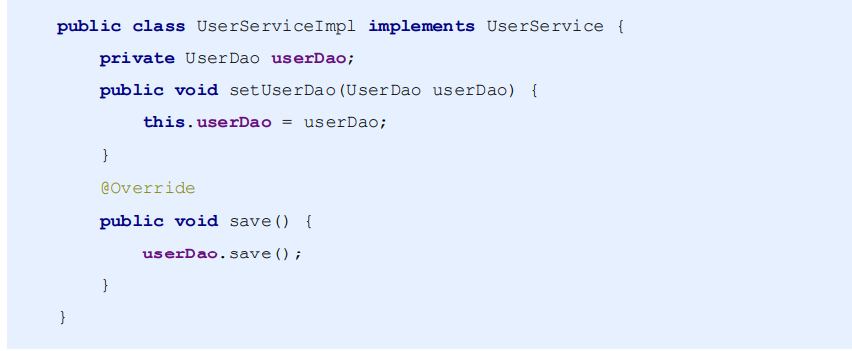 public class UserServiceImpl implements UserService {
    private UserDao userDao;
    public void setUserDao(UserDao userDao) {
        this.userDao = userDao;
    }
    @Override
    public void save() {
        userDao.save();
    }
}